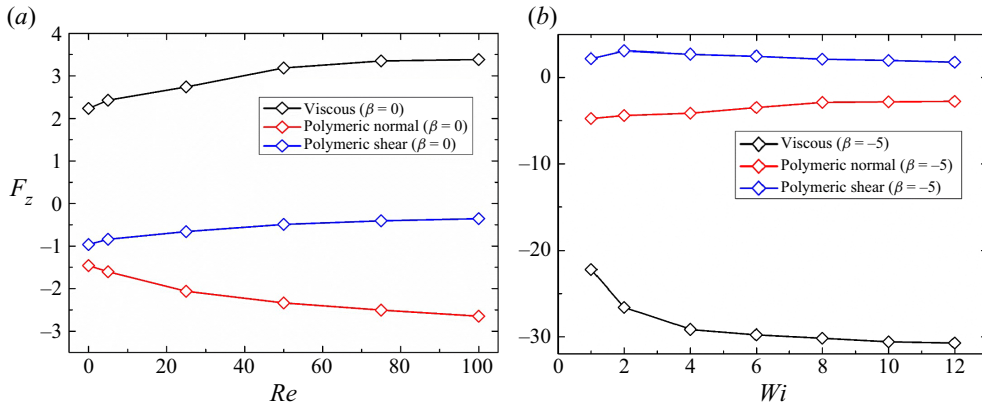 (a)
4
3
2
1
0
–1
–2
–3
F_z
Viscous (β = 0)
Polymeric normal (β = 0)
Polymeric shear (β = 0)
0 20 40 60 80 100
Re
(b)
0
–10
–20
–30
Viscous (β = –5)
Polymeric normal (β = –5)
Polymeric shear (β = –5)
0 2 4 6 8 10 12
Wi